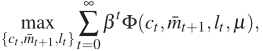 \max_{\{c_t, \bar{m}_{t+1}, l_t\}} \sum_{t=0}^{\infty} \beta^t \Phi(c_t, \bar{m}_{t+1}, l_t, \mu),